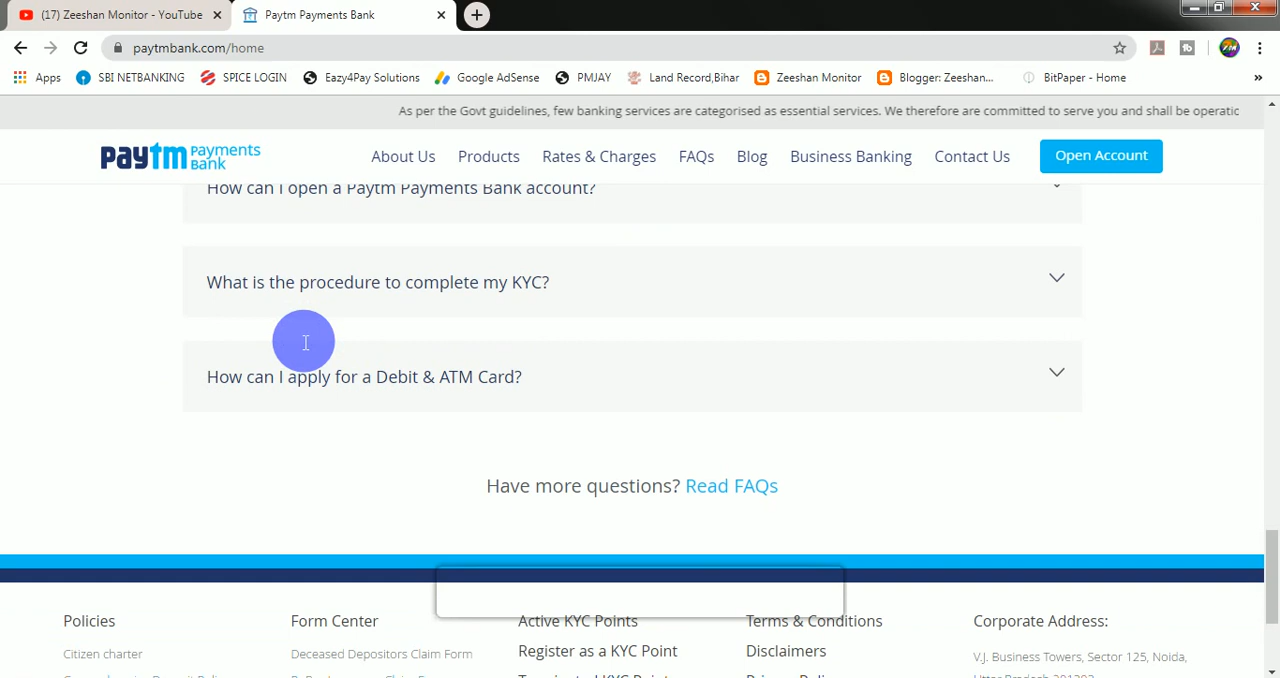 (17) Zeeshan Monitor - YouTube
Paytm Payments Bank
paytmbank.com/home
Apps
SBI NETBANKING
SPICE LOGIN
Eazy4Pay Solutions
Google AdSense
PMJAY
Land Record,Bihar
Zeeshan Monitor
Blogger: Zeeshan...
BitPaper - Home
»
As per the Govt guidelines, few banking services are categorised as essential services. We therefore are committed to serve you and shall be operatic
paytm Payments Bank
About Us
Products
Rates & Charges
FAQs
Blog
Business Banking
Contact Us
Open Account
How can I open a Paytm Payments Bank account?
What is the procedure to complete my KYC?
How can I apply for a Debit & ATM Card?
Have more questions? Read FAQs
Policies
Form Center
Active KYC Points
Terms & Conditions
Corporate Address:
Citizen charter
Deceased Depositors Claim Form
Register as a KYC Point
Disclaimers
V.J. Business Towers, Sector 125, Noida,